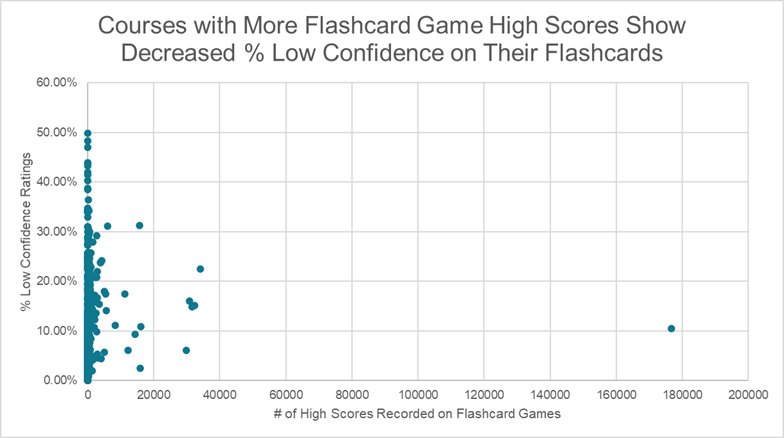 Courses with More Flashcard Game High Scores Show
Decreased % Low Confidence on Their Flashcards
60.00%
50.00%
40.00%
30.00%
20.00%
10.00%
0.00%
% Low Confidence Ratings
0 20000 40000 60000 80000 100000 120000 140000 160000 180000 200000
# of High Scores Recorded on Flashcard Games